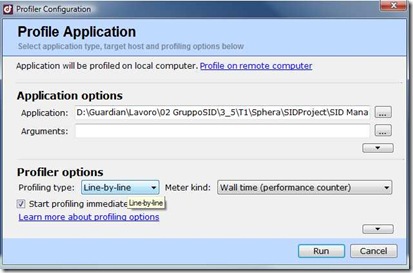 Profiler Configuration
Profile Application
Select application type, target host and profiling options below
Application will be profiled on local computer. Profile on remote computer
Application options
Application: D:\Guardian\Lavoro\02 GruppoSID\3_5\T1\Sphera\SIDProject\SID Mana ...
Arguments: ...
Profiler options
Profiling type: Line-by-line Meter kind: Wall time (performance counter)
Start profiling immediate Line-by-line
Learn more about profiling options
Run Cancel